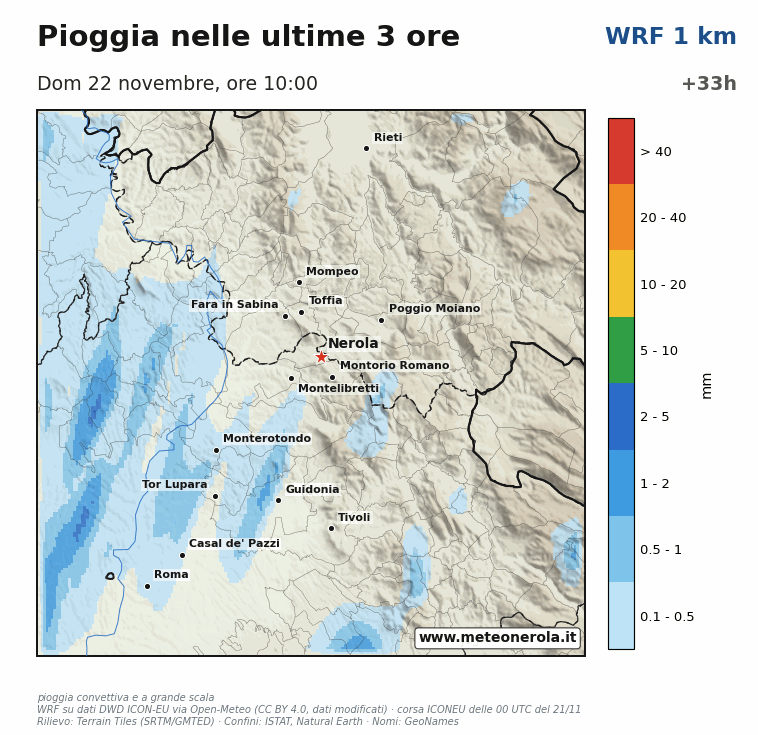 Pioggia nelle ultime 3 ore
WRF 1 km
Dom 22 novembre, ore 10:00
+33h
Rieti
Mompeo
Fara in Sabina
Toffia
Poggio Moiano
Nerola
Montorio Romano
Montelibretti
Monterotondo
Tor Lupara
Guidonia
Tivoli
Casal de' Pazzi
Roma
www.meteonerola.it
> 40
20 - 40
10 - 20
5 - 10
2 - 5
1 - 2
0.5 - 1
0.1 - 0.5
mm
pioggia convettiva e a grande scala
WRF su dati DWD ICON-EU via Open-Meteo (CC BY 4.0, dati modificati) · corsa ICONEU delle 00 UTC del 21/11
Rilievo: Terrain Tiles (SRTM/GMTED) · Confini: ISTAT, Natural Earth · Nomi: GeoNames